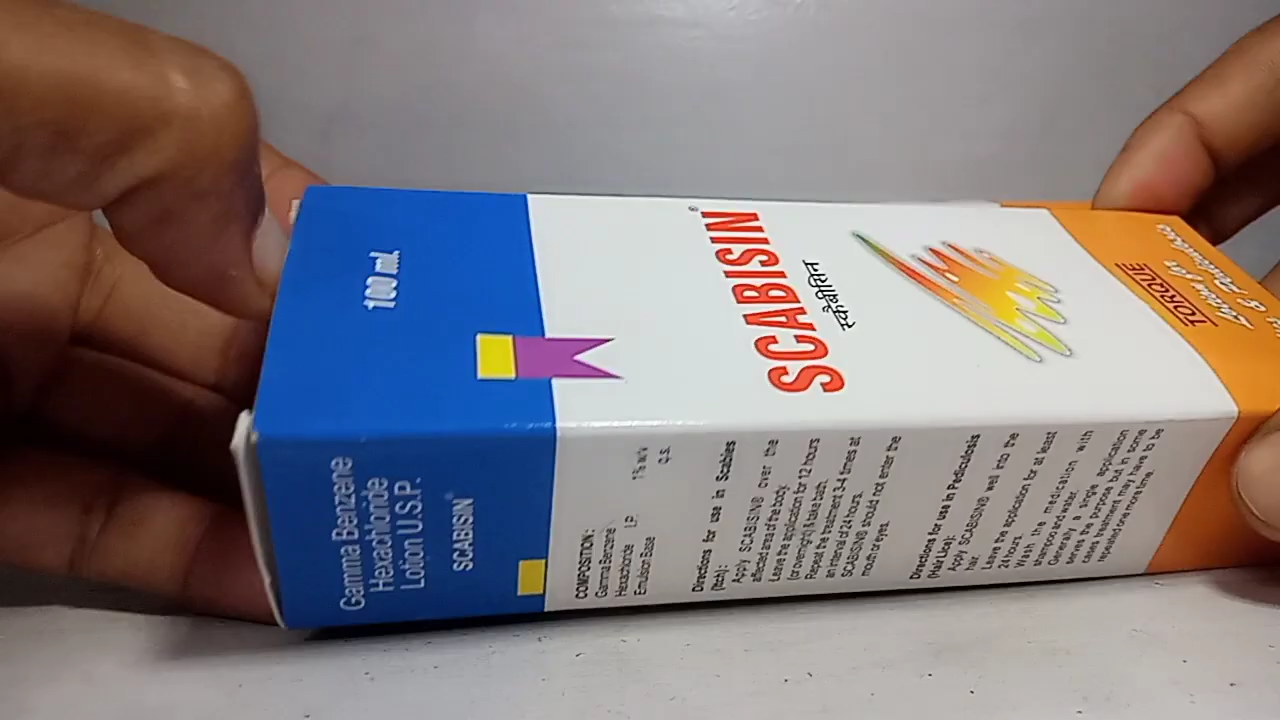 100 ml.
SCABISIN®
स्केबीसिन
TORQUE
Lotion for
& Pediculosis
Gamma Benzene
Hexachloride
Lotion U.S.P.
SCABISIN®
COMPOSITION:
Gamma Benzene
Hexachloride I.P. 1% w/v
Emulsion Base q.s.
Directions for use in Scabies
(Itch):
Apply SCABISIN® over the
affected area of the body.
Leave the application for 12 hours
(or overnight) & take bath.
Repeat the treatment 3-4 times at
an interval of 24 hours.
SCABISIN® should not enter the
mouth or eyes.
Directions for use in Pediculosis
(Hair Lice):
Apply SCABISIN® well into the
hair.
Leave the application for at least
24 hours.
Wash the medication with
shampoo and water.
Generally a single application
serves the purpose but in some
cases treatment may have to be
repeated one more time.